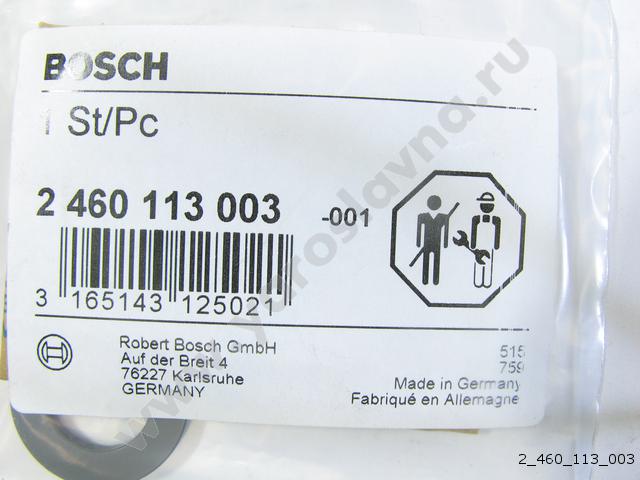 BOSCH
1 St/Pc
2 460 113 003 -001
3 165143 125021
Robert Bosch GmbH
Auf der Breit 4
76227 Karlsruhe
GERMANY
515
759
Made in Germany
Fabriqué en Allemagne
www.yaroslavna.ru
2_460_113_003